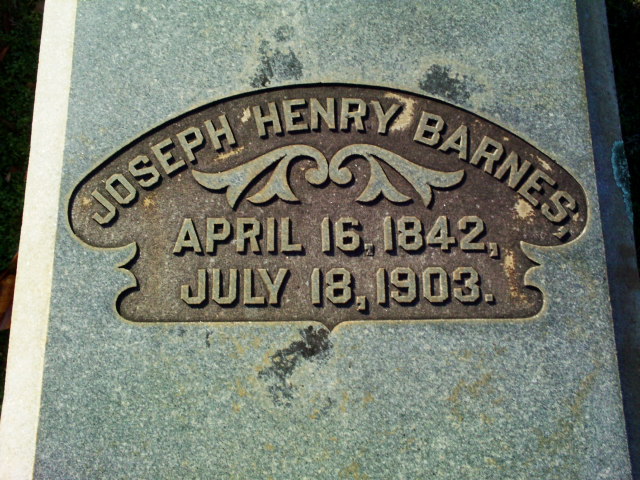 JOSEPH HENRY BARNES,
APRIL 16, 1842,
JULY 18, 1903.